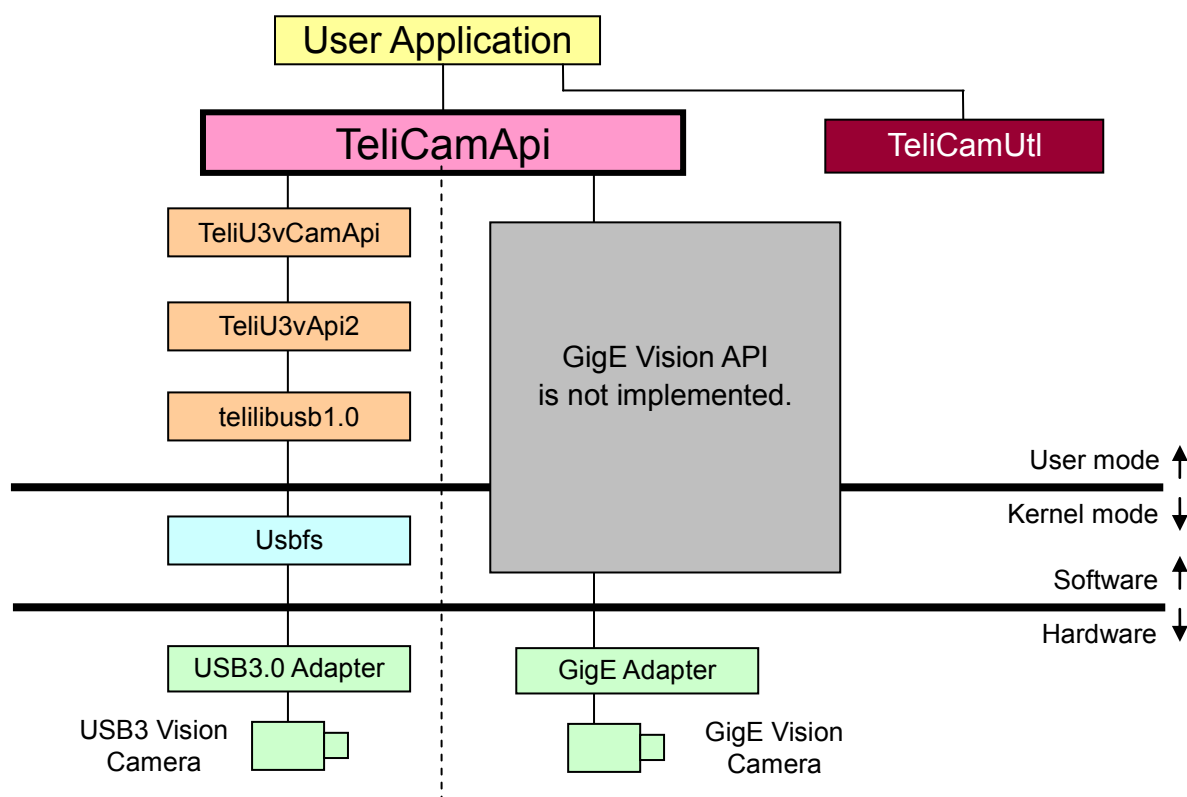 User Application
TeliCamApi
TeliCamUtl
TeliU3vCamApi
TeliU3vApi2
GigE Vision API
is not implemented.
telilibusb1.0
User mode
Kernel mode
Usbfs
Software
Hardware
USB3.0 Adapter
GigE Adapter
USB3 Vision
Camera
GigE Vision
Camera